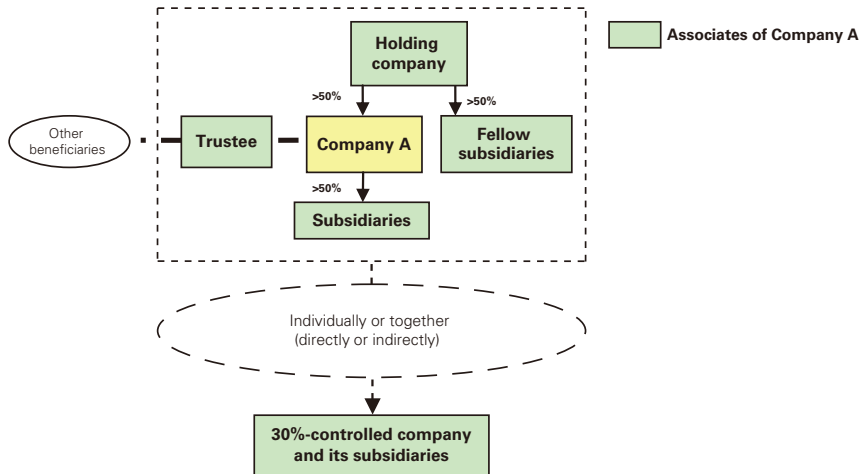 Holding
company
Associates of Company A
>50%
>50%
Other
beneficiaries
Trustee
Company A
Fellow
subsidiaries
>50%
Subsidiaries
Individually or together
(directly or indirectly)
30%-controlled company
and its subsidiaries